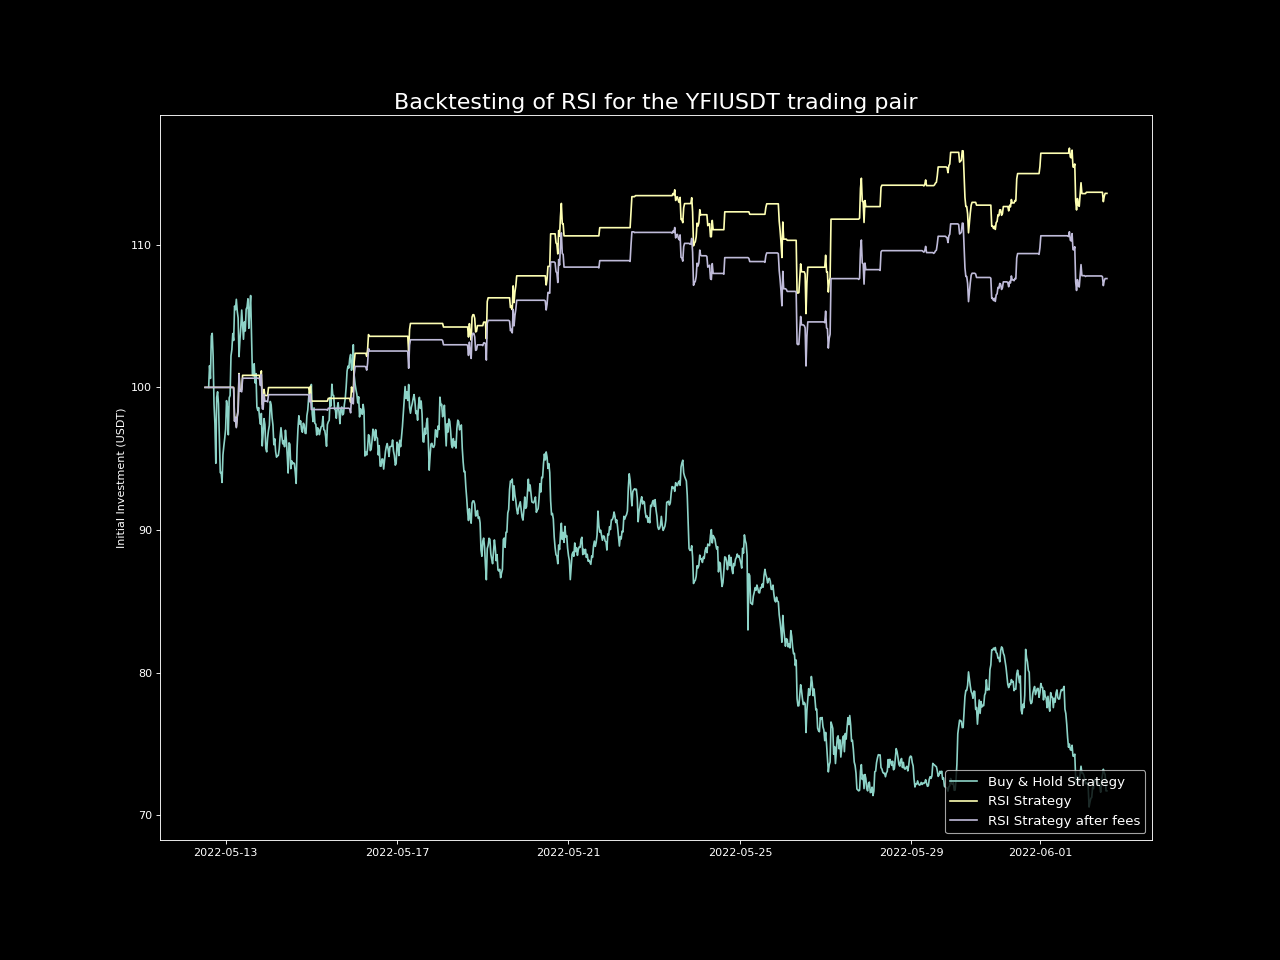 Backtesting of RSI for the YFIUSDT trading pair
Initial Investment (USDT)
110
100
90
80
70
2022-05-13
2022-05-17
2022-05-21
2022-05-25
2022-05-29
2022-06-01
Buy & Hold Strategy
RSI Strategy
RSI Strategy after fees